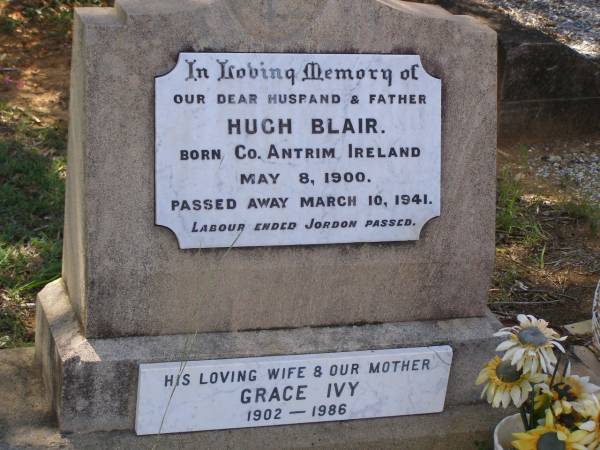 In Loving Memory of
OUR DEAR HUSBAND & FATHER
HUGH BLAIR.
BORN CO. ANTRIM IRELAND
MAY 8, 1900.
PASSED AWAY MARCH 10, 1941.
LABOUR ENDED JORDON PASSED.
HIS LOVING WIFE & OUR MOTHER
GRACE IVY
1902 — 1986